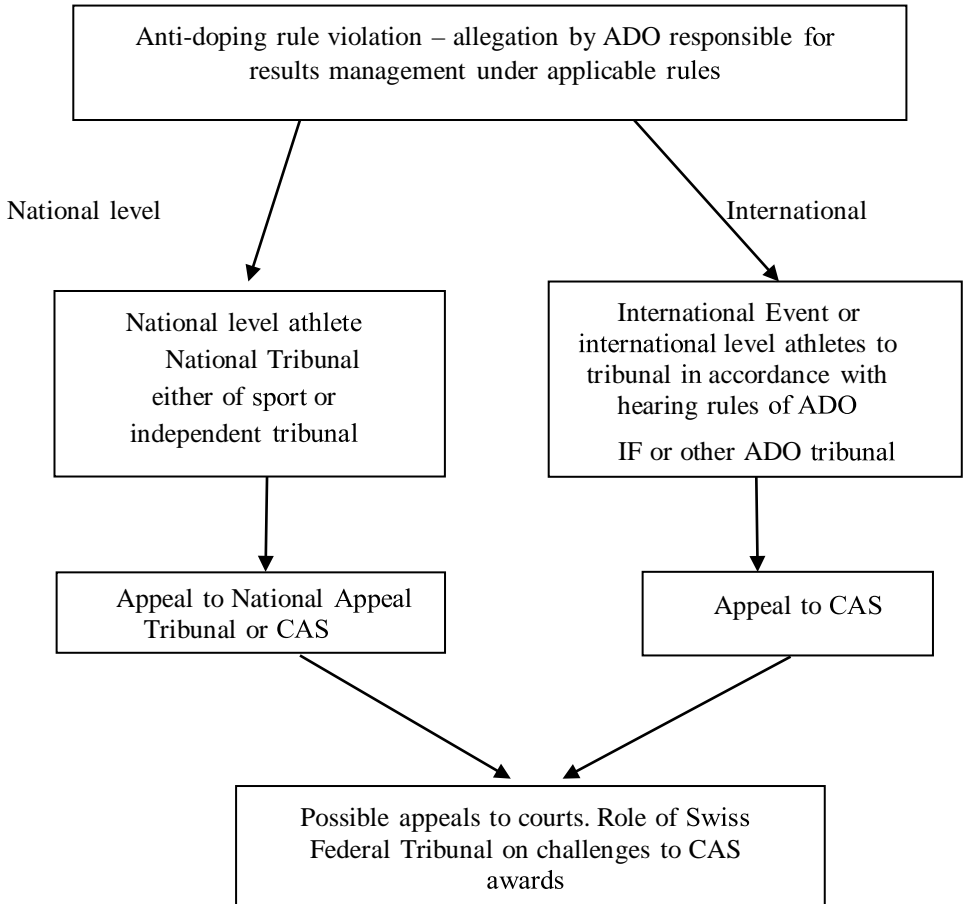 Anti-doping rule violation – allegation by ADO responsible for
results management under applicable rules
National level
International
National level athlete
National Tribunal
either of sport or
independent tribunal
International Event or
international level athletes to
tribunal in accordance with
hearing rules of ADO
IF or other ADO tribunal
Appeal to National Appeal
Tribunal or CAS
Appeal to CAS
Possible appeals to courts. Role of Swiss
Federal Tribunal on challenges to CAS
awards